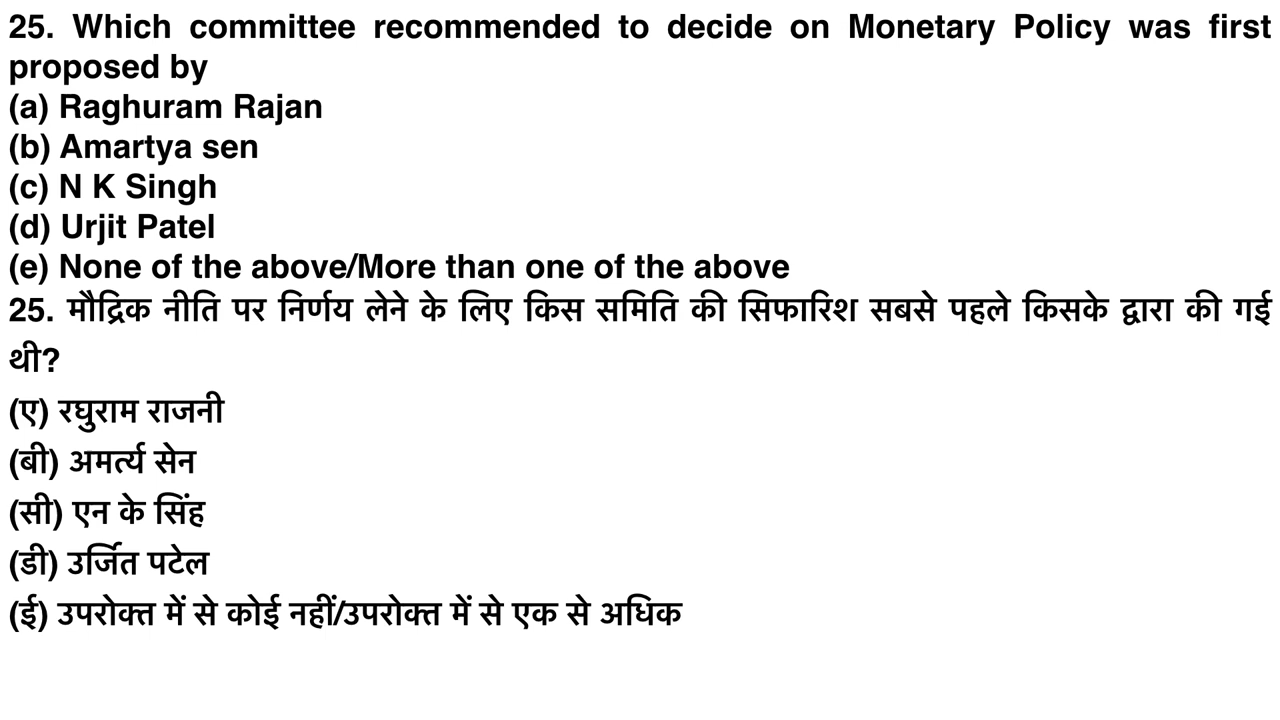 25. Which committee recommended to decide on Monetary Policy was first
proposed by
(a) Raghuram Rajan
(b) Amartya sen
(c) N K Singh
(d) Urjit Patel
(e) None of the above/More than one of the above
25. मौद्रिक नीति पर निर्णय लेने के लिए किस समिति की सिफारिश सबसे पहले किसके द्वारा की गई
थी?
(ए) रघुराम राजनी
(बी) अमर्त्य सेन
(सी) एन के सिंह
(डी) उर्जित पटेल
(ई) उपरोक्त में से कोई नहीं/उपरोक्त में से एक से अधिक